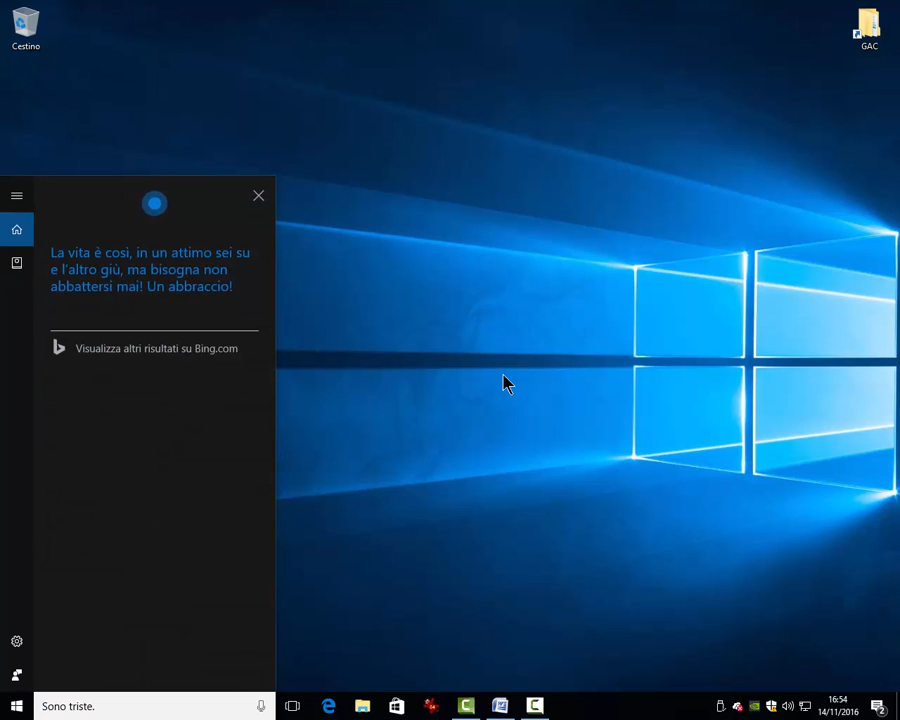 Cestino
GAC
La vita è così, in un attimo sei su
e l'altro giù, ma bisogna non
abbattersi mai! Un abbraccio!
Visualizza altri risultati su Bing.com
Sono triste.
16:54
14/11/2016
2